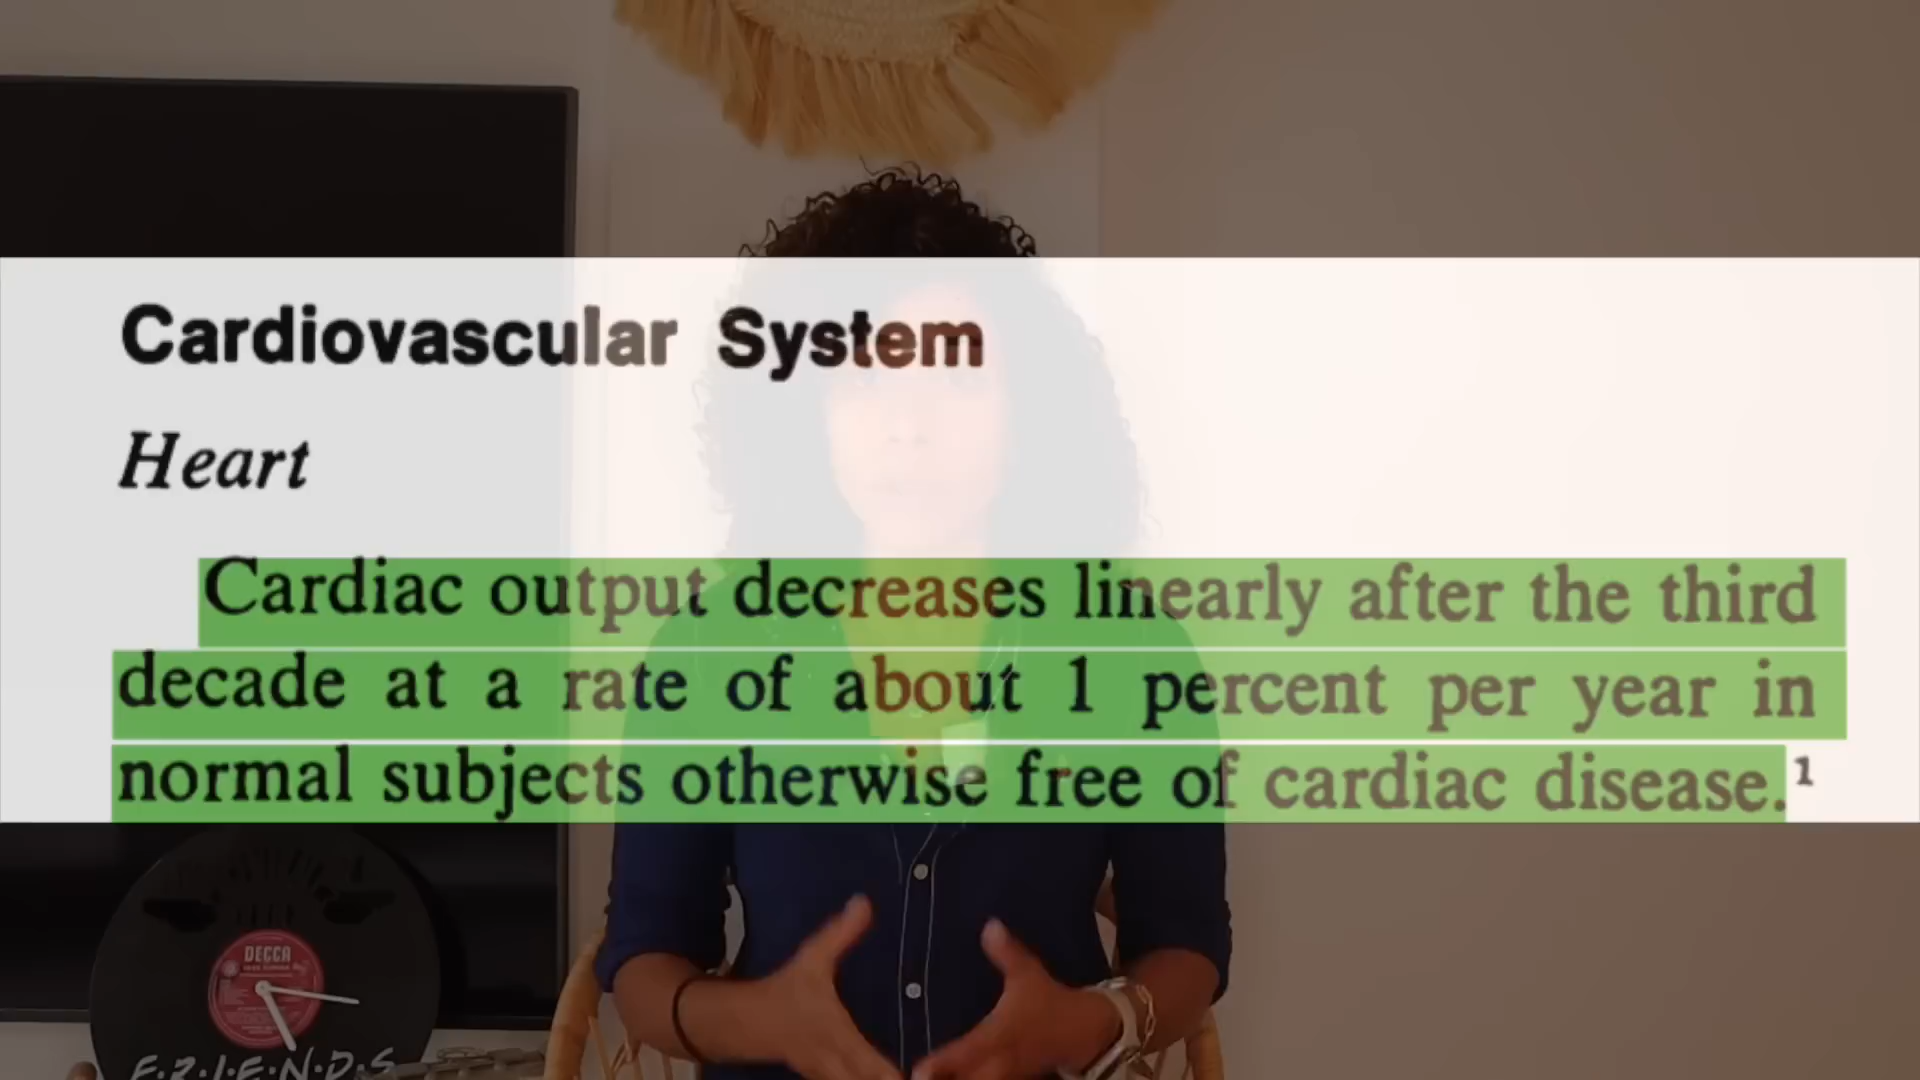 Cardiovascular System
Heart
Cardiac output decreases linearly after the third
decade at a rate of about 1 percent per year in
normal subjects otherwise free of cardiac disease.¹
DECCA
F·R·I·E·N·D·S